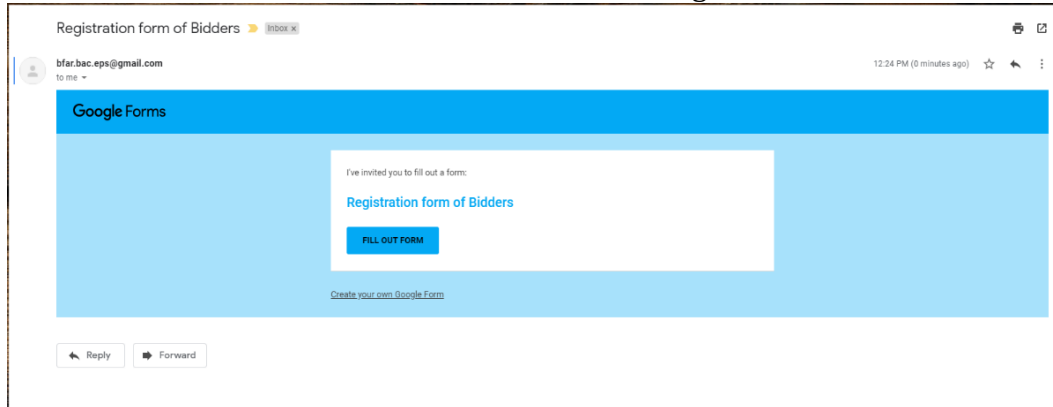 Registration form of Bidders Inbox x
bfar.bac.eps@gmail.com 12:24 PM (0 minutes ago)
to me
Google Forms
I've invited you to fill out a form:
Registration form of Bidders
FILL OUT FORM
Create your own Google Form
Reply Forward